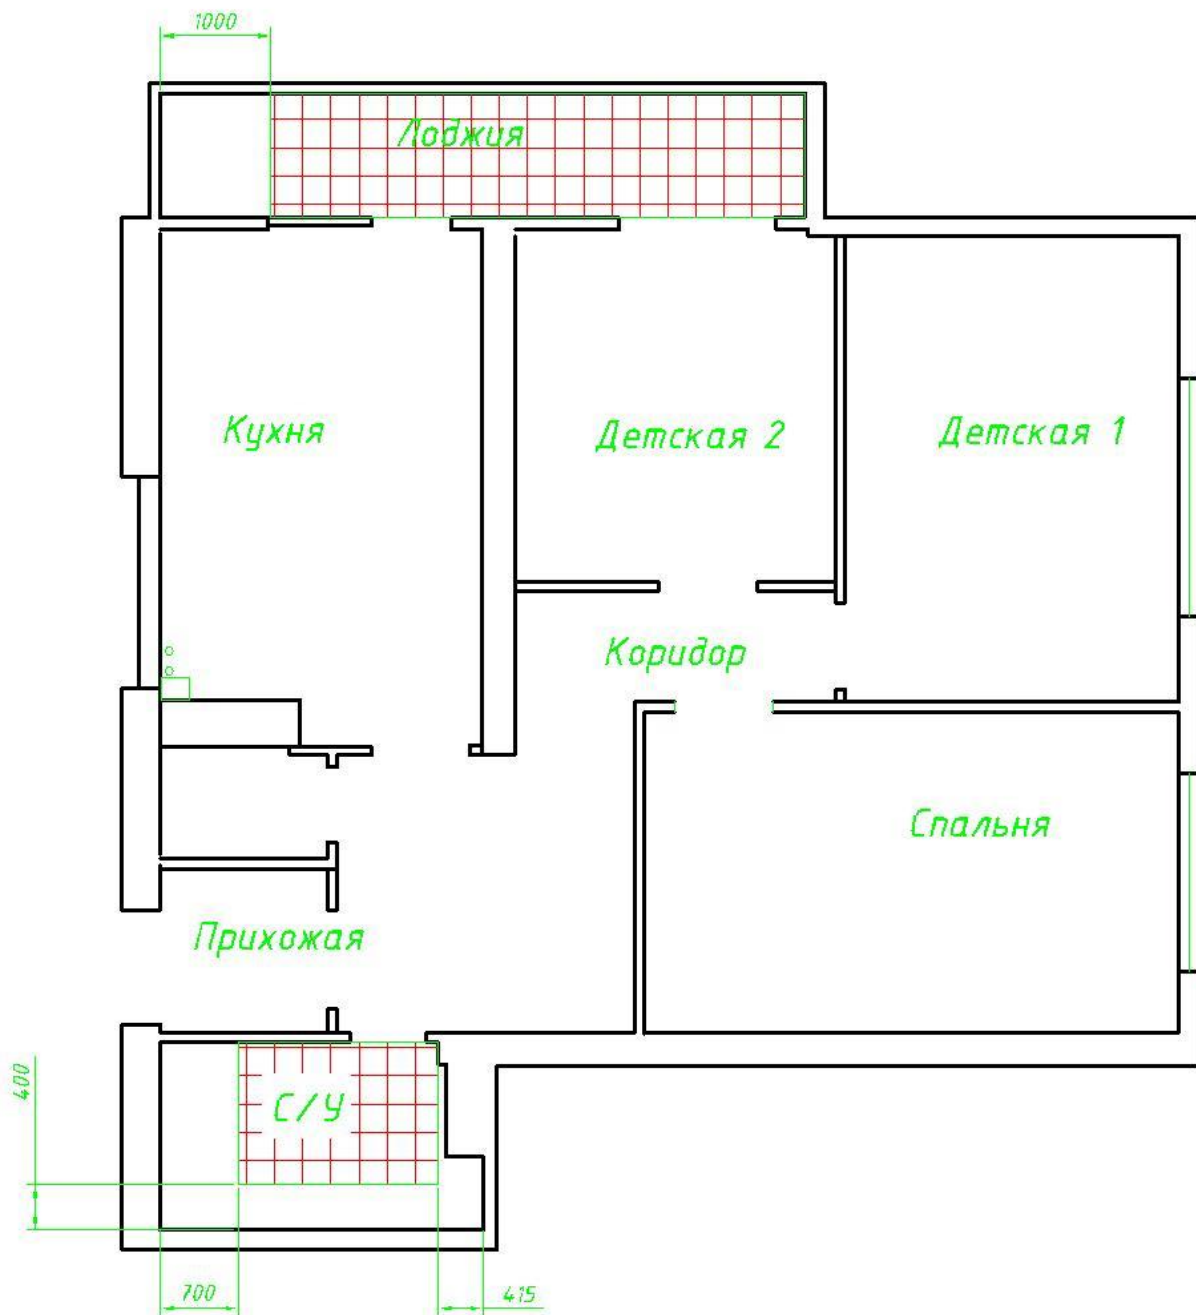 1000
Лоджия
Кухня
Детская 2
Детская 1
Коридор
Спальня
Прихожая
400
С/У
700
415